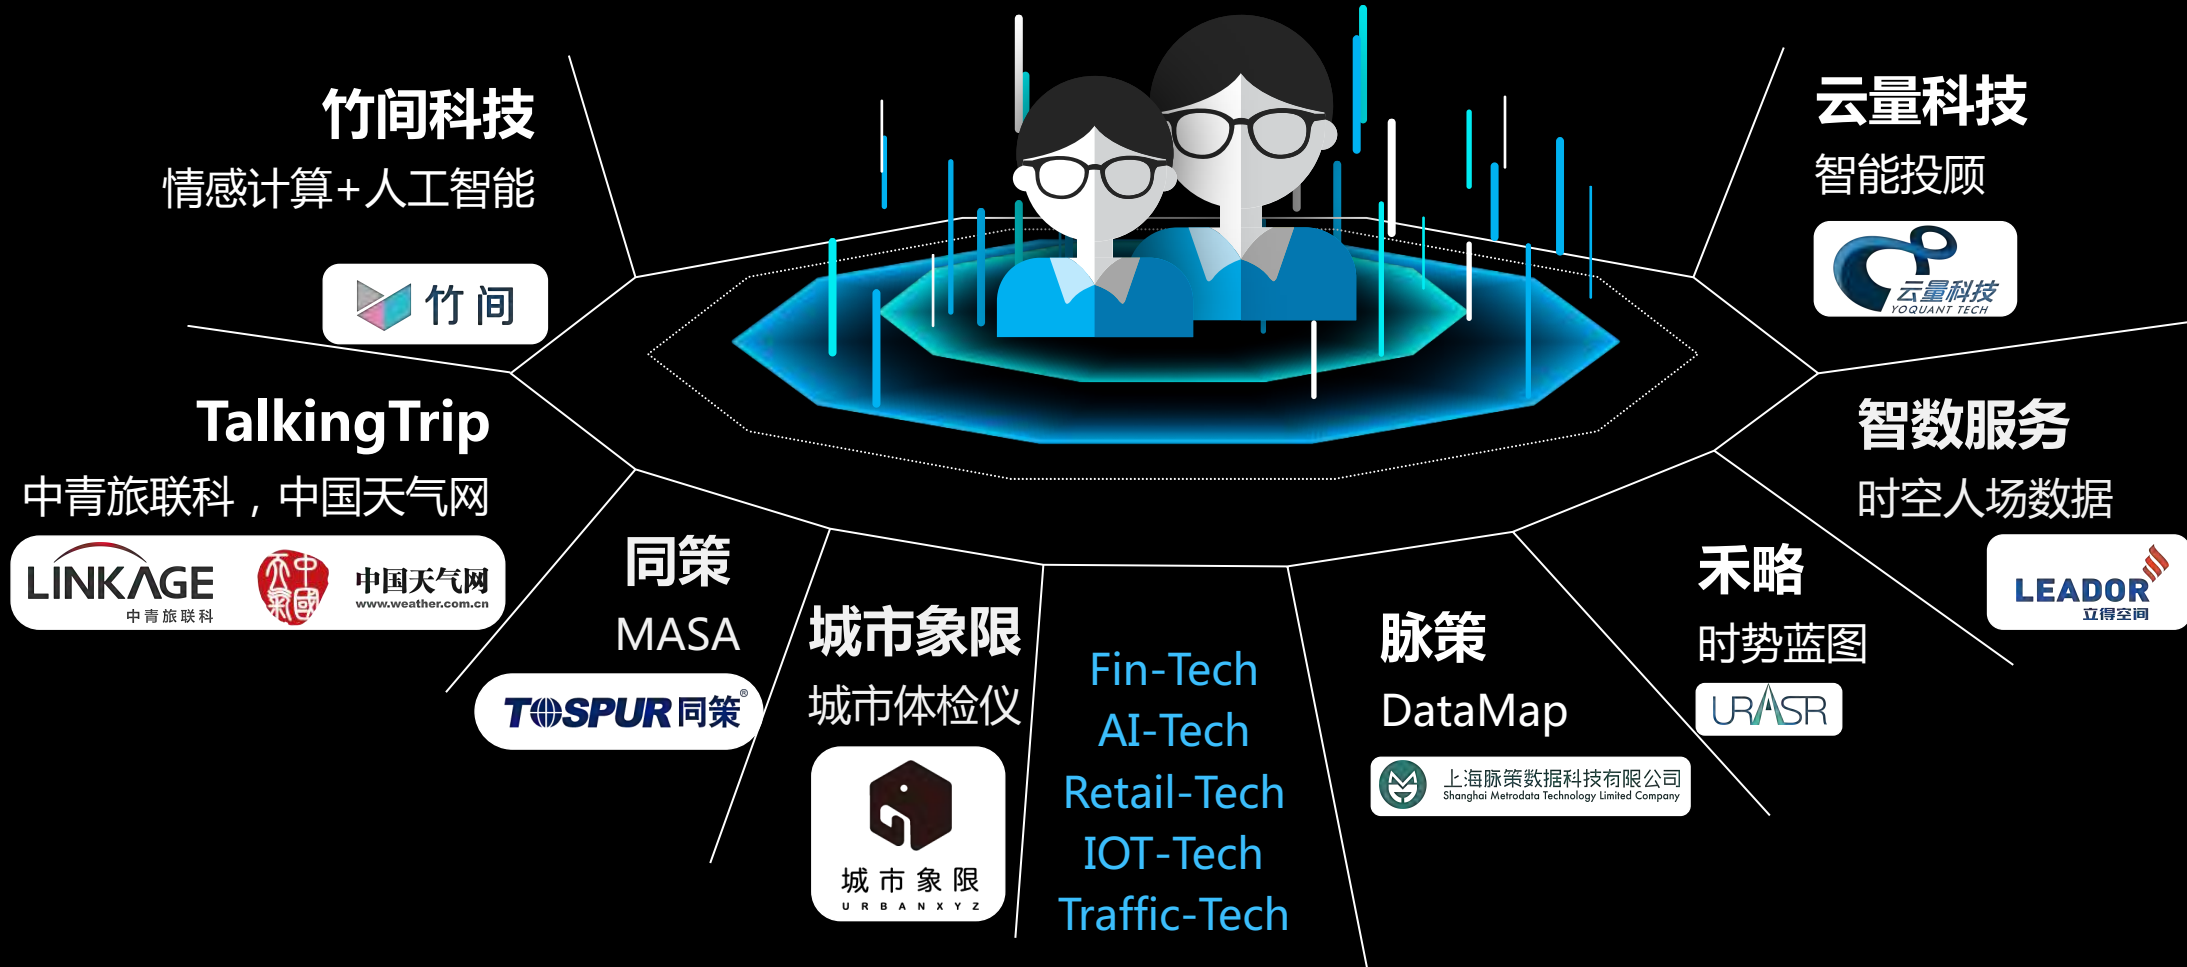 竹间科技
情感计算+人工智能
竹间
TalkingTrip
中青旅联科，中国天气网
LINKAGE
中青旅联科
中國天氣
中国天气网
www.weather.com.cn
同策
MASA
TOSPUR同策®
城市象限
城市体检仪
城市象限
URBANXYZ
Fin-Tech
AI-Tech
Retail-Tech
IOT-Tech
Traffic-Tech
脉策
DataMap
上海脉策数据科技有限公司
Shanghai Metrodata Technology Limited Company
禾略
时势蓝图
URASR
智数服务
时空人场数据
LEADOR
立得空间
云量科技
智能投顾
云量科技
YOQUANT TECH